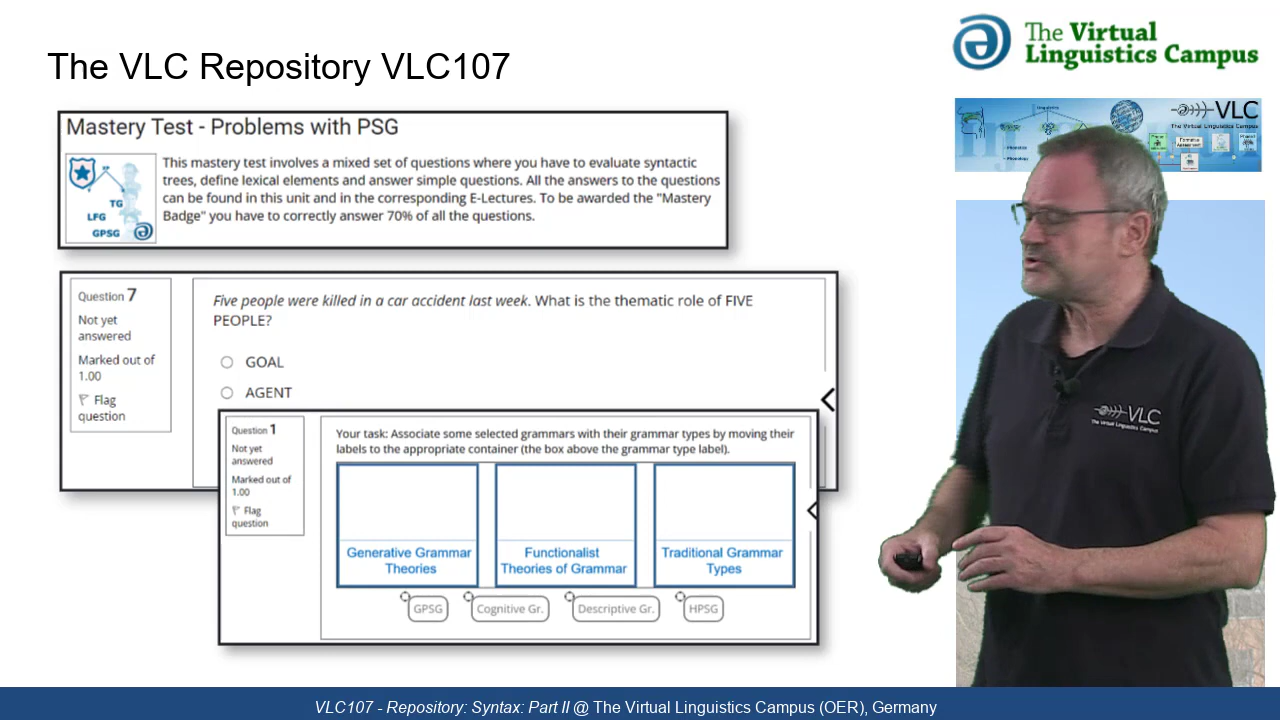 The VLC Repository VLC107
The Virtual
Linguistics Campus
VLC
The Virtual Linguistics Campus
Mastery Test - Problems with PSG
This mastery test involves a mixed set of questions where you have to evaluate syntactic
trees, define lexical elements and answer simple questions. All the answers to the questions
can be found in this unit and in the corresponding E-Lectures. To be awarded the "Mastery
Badge" you have to correctly answer 70% of all the questions.
TG
LFG
GPSG
Question 7
Not yet
answered
Marked out of
1.00
Flag
question
Five people were killed in a car accident last week. What is the thematic role of FIVE
PEOPLE?
GOAL
AGENT
Question 1
Not yet
answered
Marked out of
1.00
Flag
question
Your task: Associate some selected grammars with their grammar types by moving their
labels to the appropriate container (the box above the grammar type label).
Generative Grammar
Theories
Functionalist
Theories of Grammar
Traditional Grammar
Types
GPSG
Cognitive Gr.
Descriptive Gr.
HPSG
VLC
The Virtual Linguistics Campus
VLC107 - Repository: Syntax: Part II @ The Virtual Linguistics Campus (OER), Germany